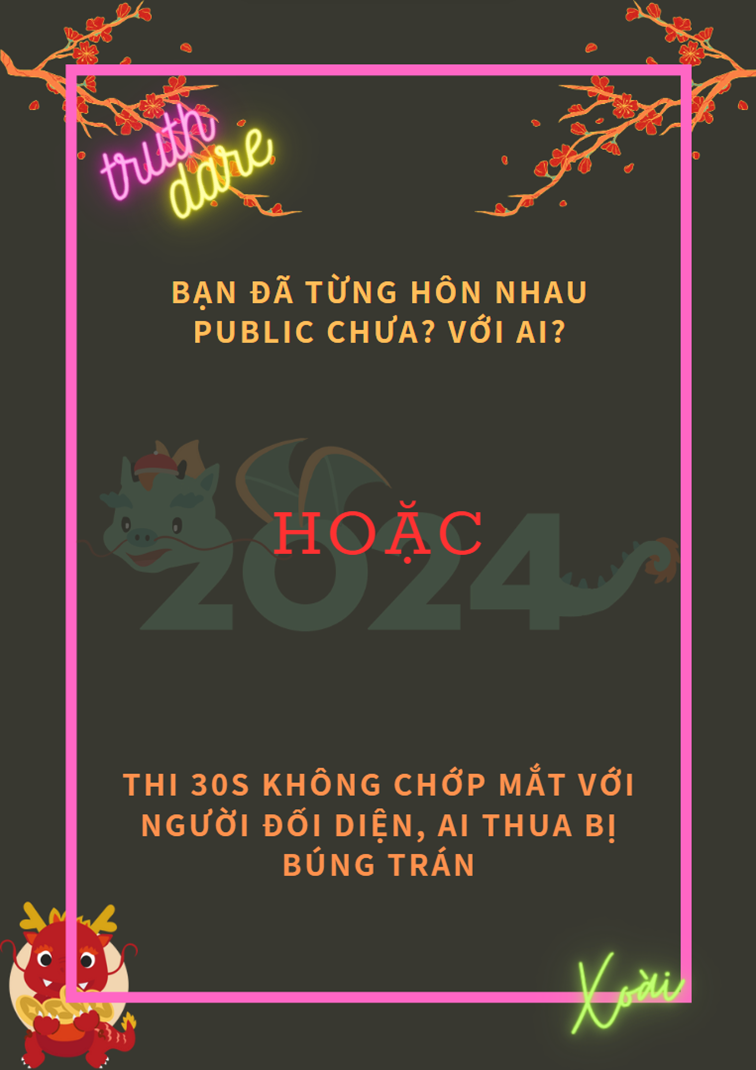 truth
dare
BẠN ĐÃ TỪNG HÔN NHAU
PUBLIC CHƯA? VỚI AI?
2024
HOẶC
THI 30S KHÔNG CHỚP MẮT VỚI
NGƯỜI ĐỐI DIỆN, AI THUA BỊ
BÚNG TRÁN
Xoài